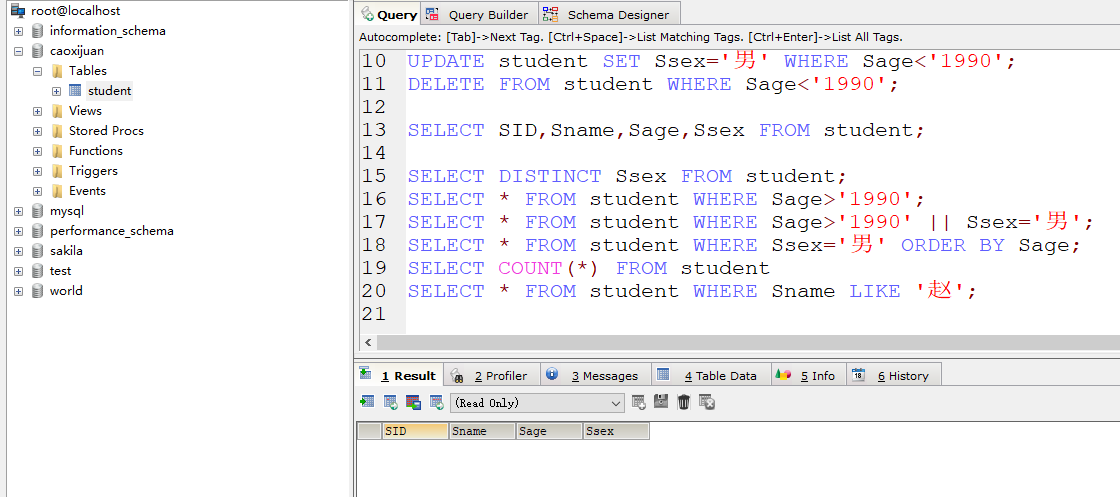 root@localhost
information_schema
caoxijuan
Tables
student
Views
Stored Procs
Functions
Triggers
Events
mysql
performance_schema
sakila
test
world
Query Query Builder Schema Designer
Autocomplete: [Tab]->Next Tag. [Ctrl+Space]->List Matching Tags. [Ctrl+Enter]->List All Tags.
10 UPDATE student SET Ssex='男' WHERE Sage<'1990';
11 DELETE FROM student WHERE Sage<'1990';
12
13 SELECT SID,Sname,Sage,Ssex FROM student;
14
15 SELECT DISTINCT Ssex FROM student;
16 SELECT * FROM student WHERE Sage>'1990';
17 SELECT * FROM student WHERE Sage>'1990' || Ssex='男';
18 SELECT * FROM student WHERE Ssex='男' ORDER BY Sage;
19 SELECT COUNT(*) FROM student
20 SELECT * FROM student WHERE Sname LIKE '赵';
21
1 Result 2 Profiler 3 Messages 4 Table Data 5 Info 18 6 History
(Read Only)
SID Sname Sage Ssex